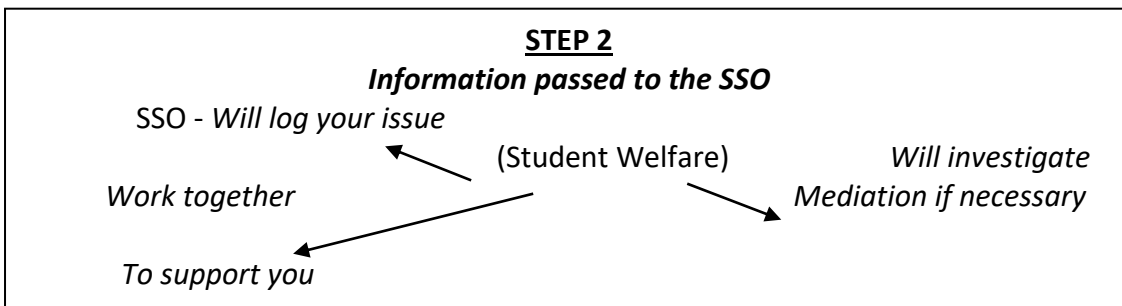 STEP 2
Information passed to the SSO
SSO - Will log your issue
(Student Welfare) Will investigate
Work together Mediation if necessary
To support you